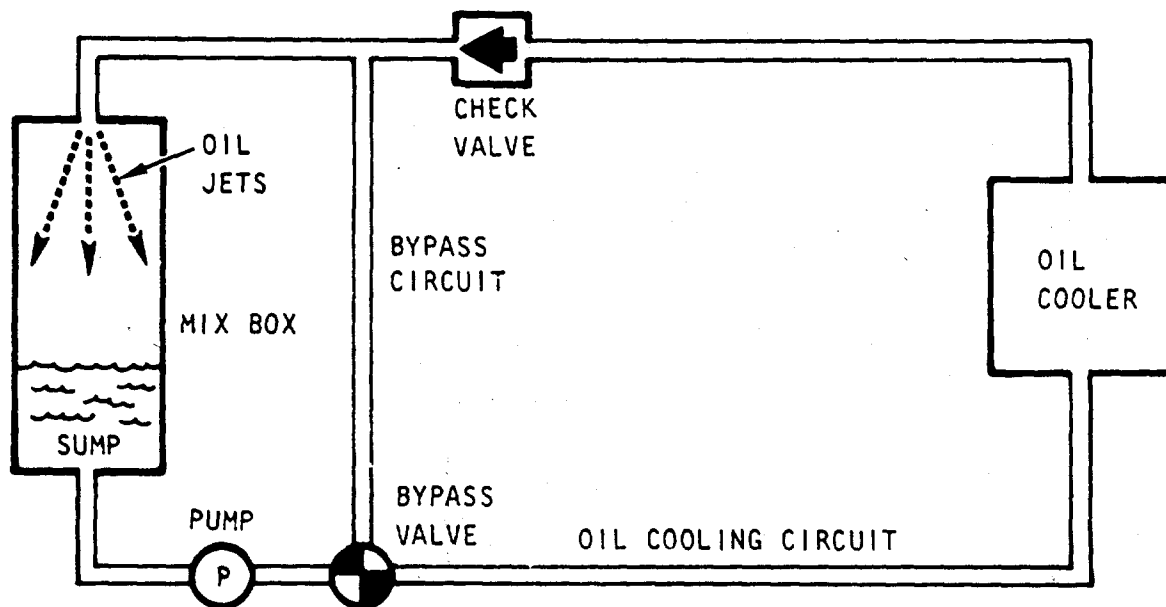 CHECK
VALVE
OIL
JETS
BYPASS
CIRCUIT
OIL
COOLER
MIX BOX
SUMP
BYPASS
VALVE
PUMP
OIL COOLING CIRCUIT
P